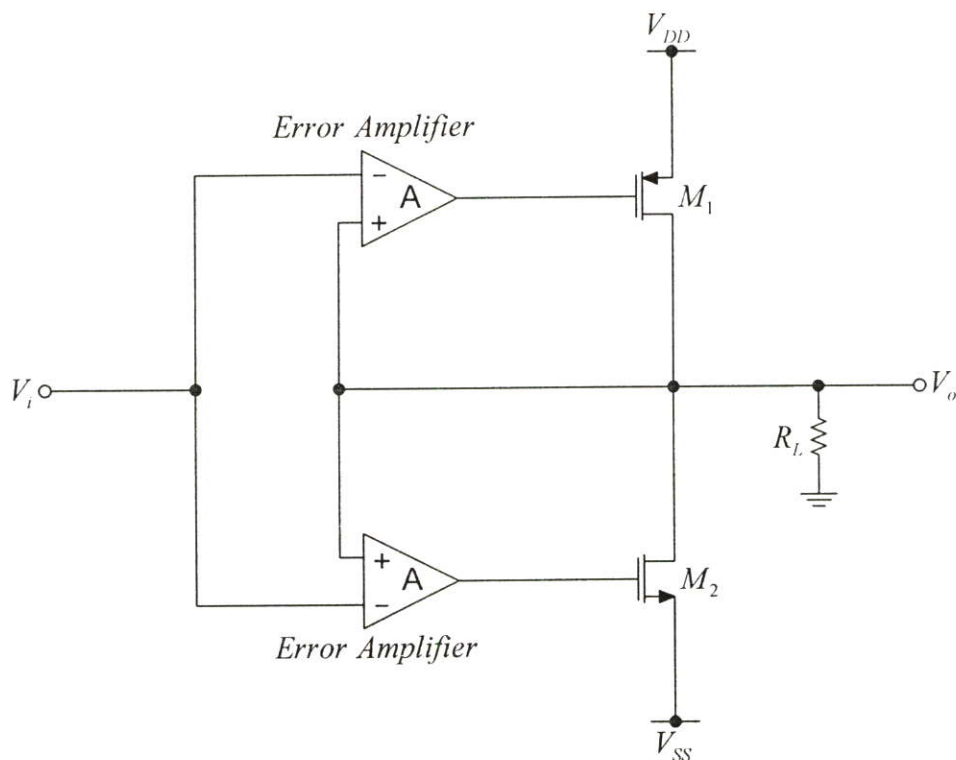 V_DD
Error Amplifier
−
A
+
M_1
V_i
V_o
R_L
+
A
−
M_2
Error Amplifier
V_SS